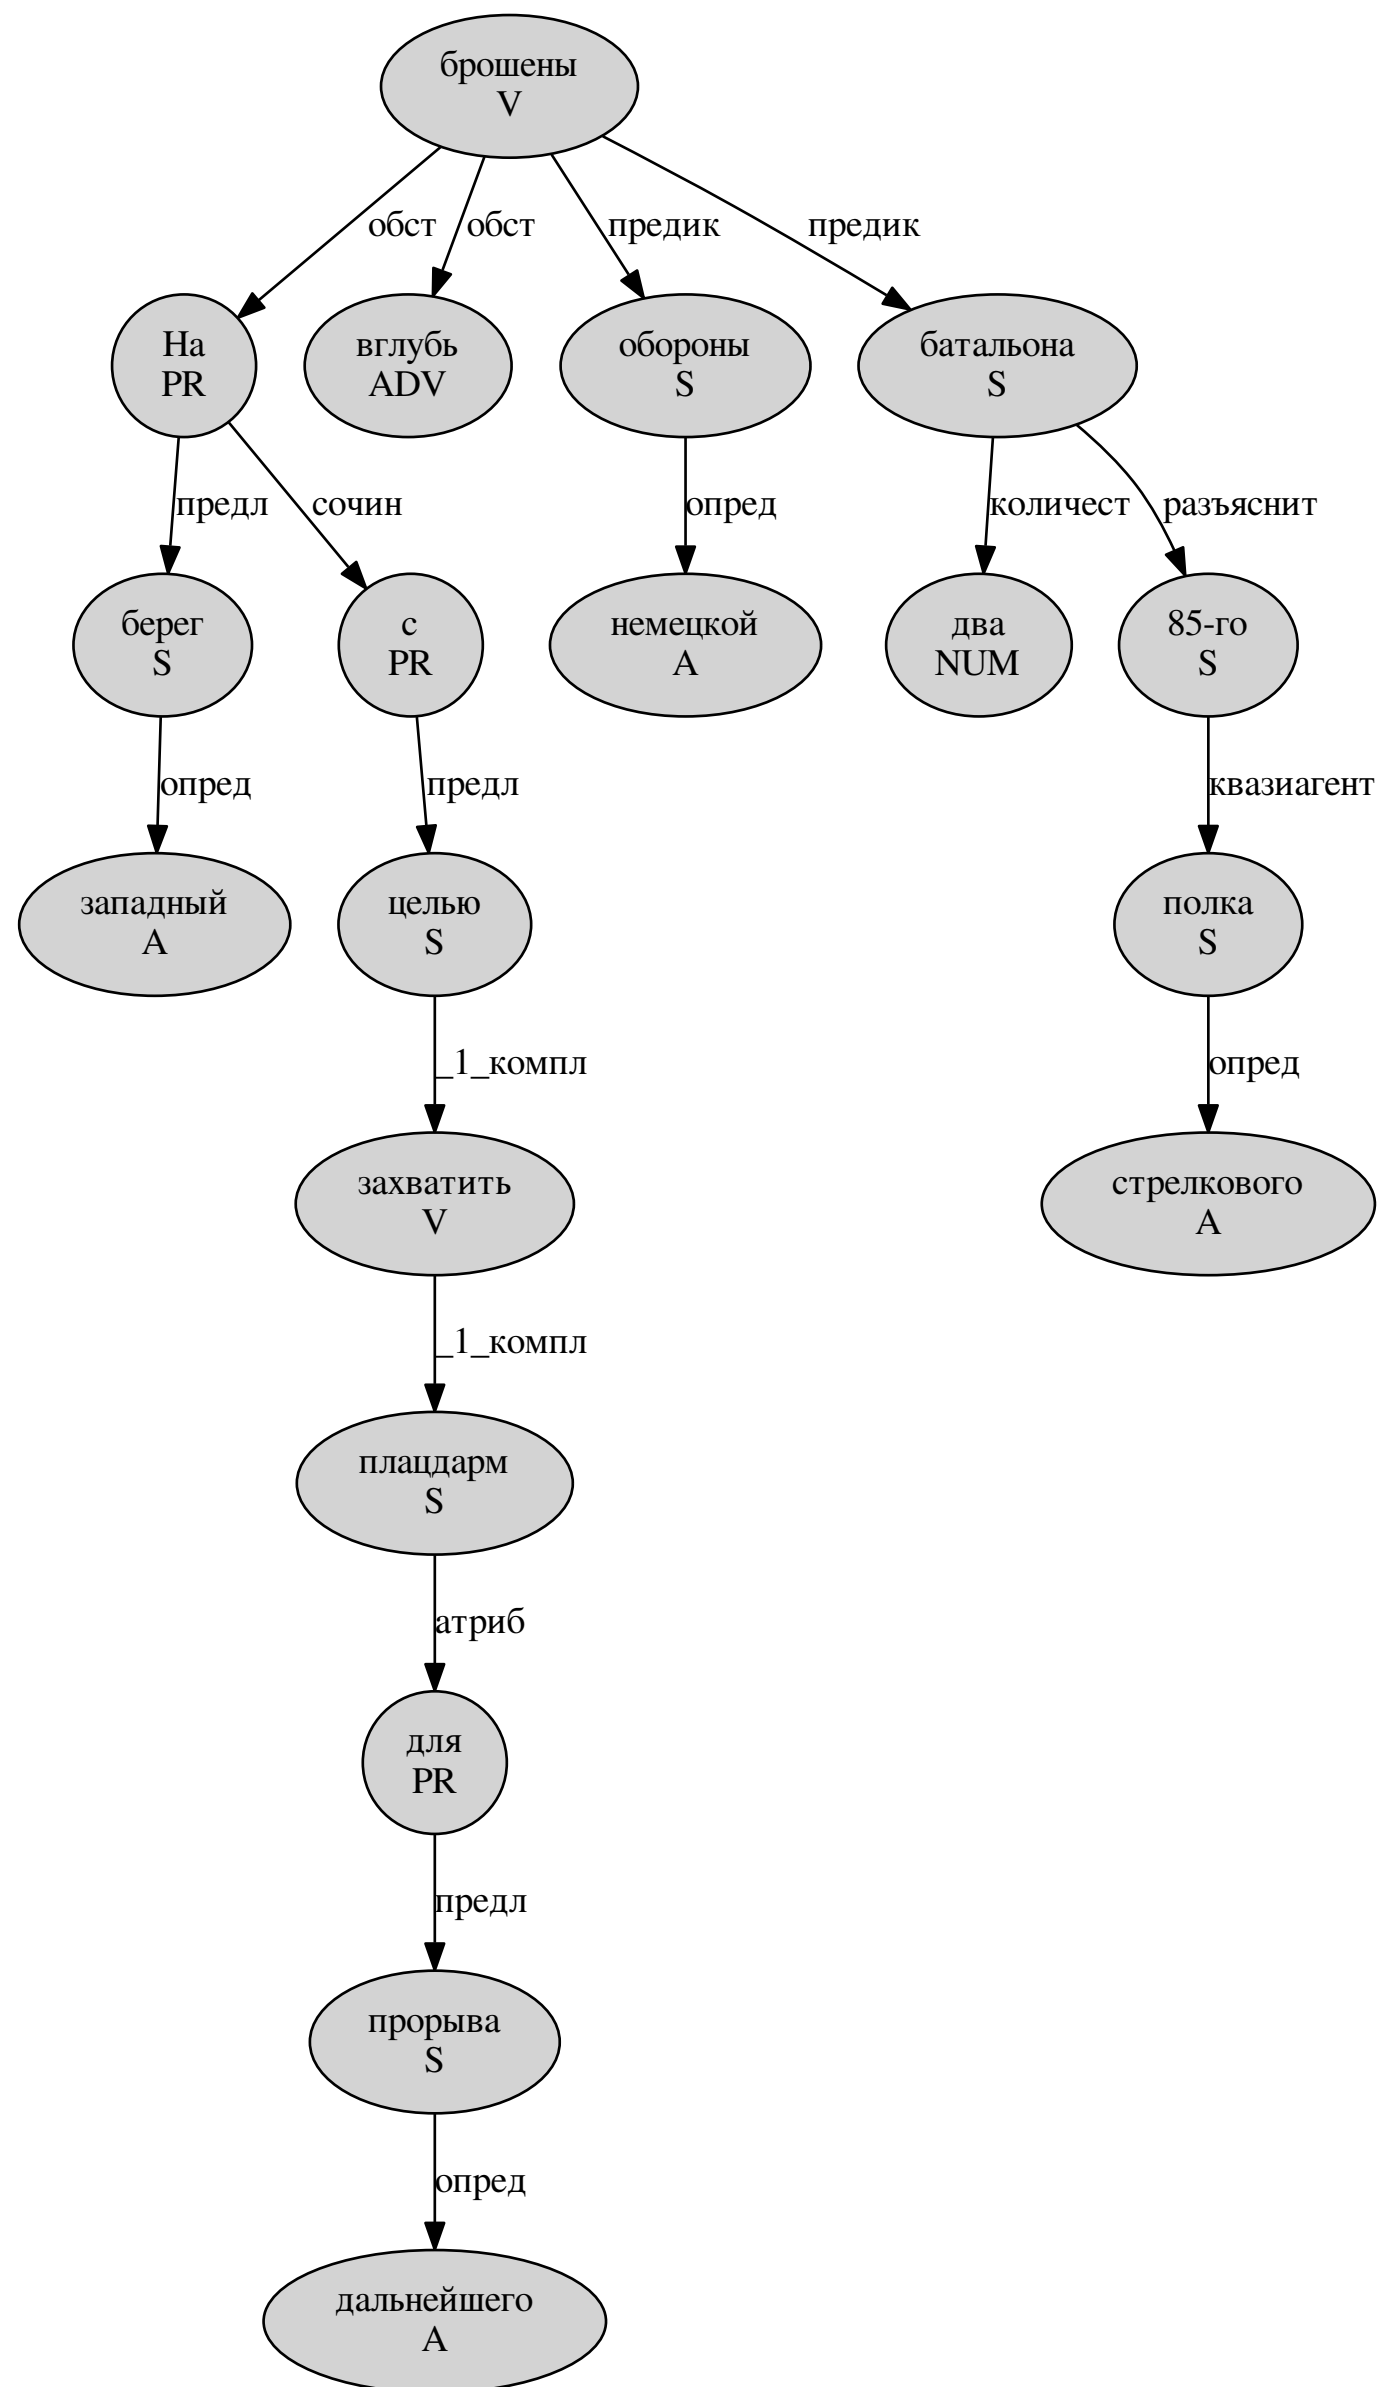 брошены
V
обст
обст
предик
предик
На
PR
вглубь
ADV
обороны
S
батальона
S
предл
сочин
опред
количест
разъяснит
берег
S
с
PR
немецкой
A
два
NUM
85-го
S
опред
предл
квазиагент
западный
A
целью
S
полка
S
_1_компл
опред
захватить
V
стрелкового
A
_1_компл
плацдарм
S
атриб
для
PR
предл
прорыва
S
опред
дальнейшего
A